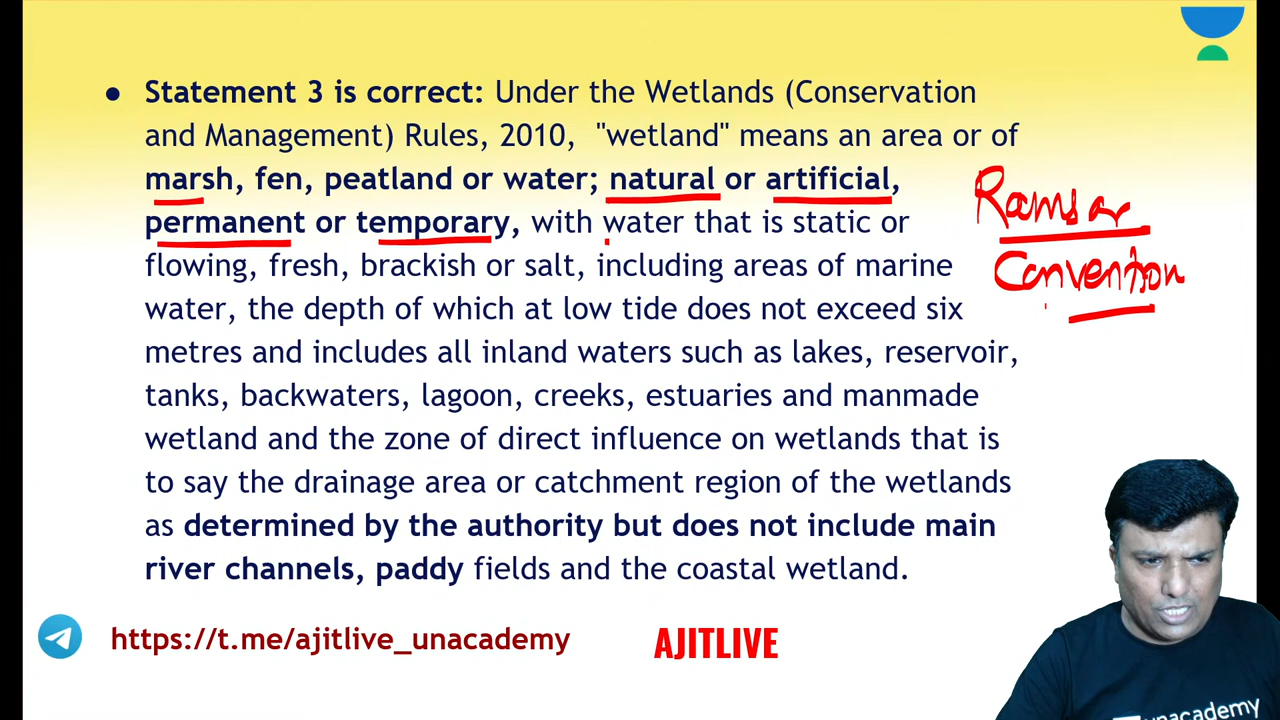 • Statement 3 is correct: Under the Wetlands (Conservation
and Management) Rules, 2010, "wetland" means an area or of
marsh, fen, peatland or water; natural or artificial,
permanent or temporary, with water that is static or
flowing, fresh, brackish or salt, including areas of marine
water, the depth of which at low tide does not exceed six
metres and includes all inland waters such as lakes, reservoir,
tanks, backwaters, lagoon, creeks, estuaries and manmade
wetland and the zone of direct influence on wetlands that is
to say the drainage area or catchment region of the wetlands
as determined by the authority but does not include main
river channels, paddy fields and the coastal wetland.
Ramsar
Convention
https://t.me/ajitlive_unacademy
AJITLIVE
unacademy